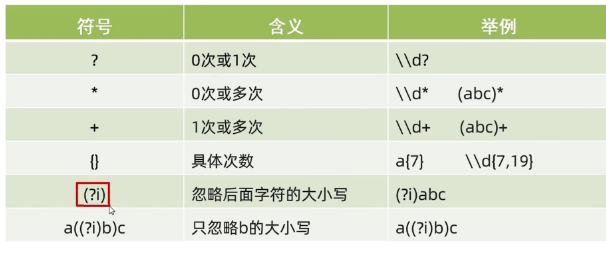 符号 含义 举例
? 0次或1次 \\d?
* 0次或多次 \\d* (abc)*
+ 1次或多次 \\d+ (abc)+
{} 具体次数 a{7} \\d{7,19}
(?i) 忽略后面字符的大小写 (?i)abc
a((?i)b)c 只忽略b的大小写 a((?i)b)c